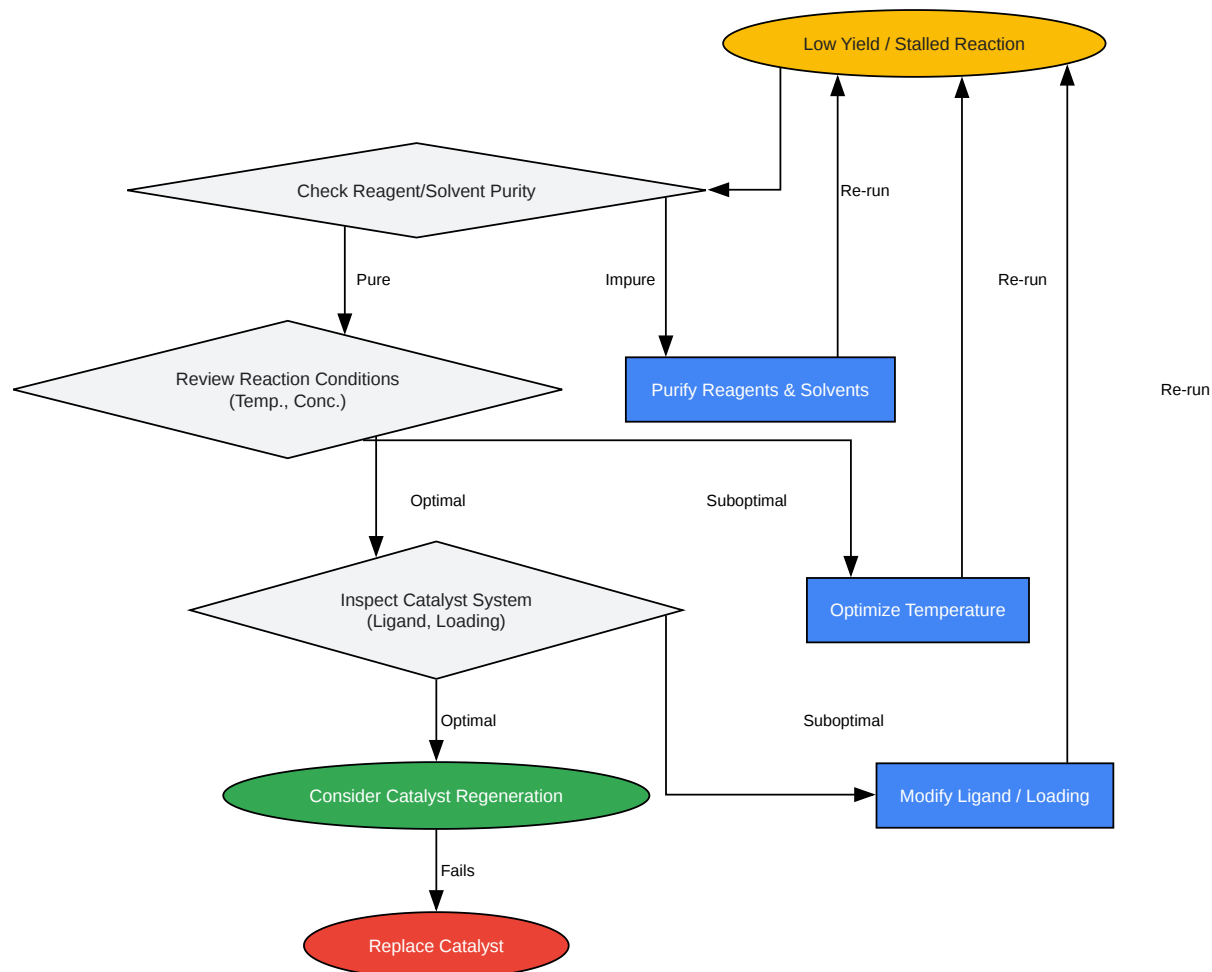 Low Yield / Stalled Reaction
Check Reagent/Solvent Purity
Re-run
Pure
Impure
Re-run
Review Reaction Conditions
(Temp., Conc.)
Purify Reagents & Solvents
Re-run
Optimal
Suboptimal
Inspect Catalyst System
(Ligand, Loading)
Optimize Temperature
Optimal
Suboptimal
Consider Catalyst Regeneration
Modify Ligand / Loading
Fails
Replace Catalyst